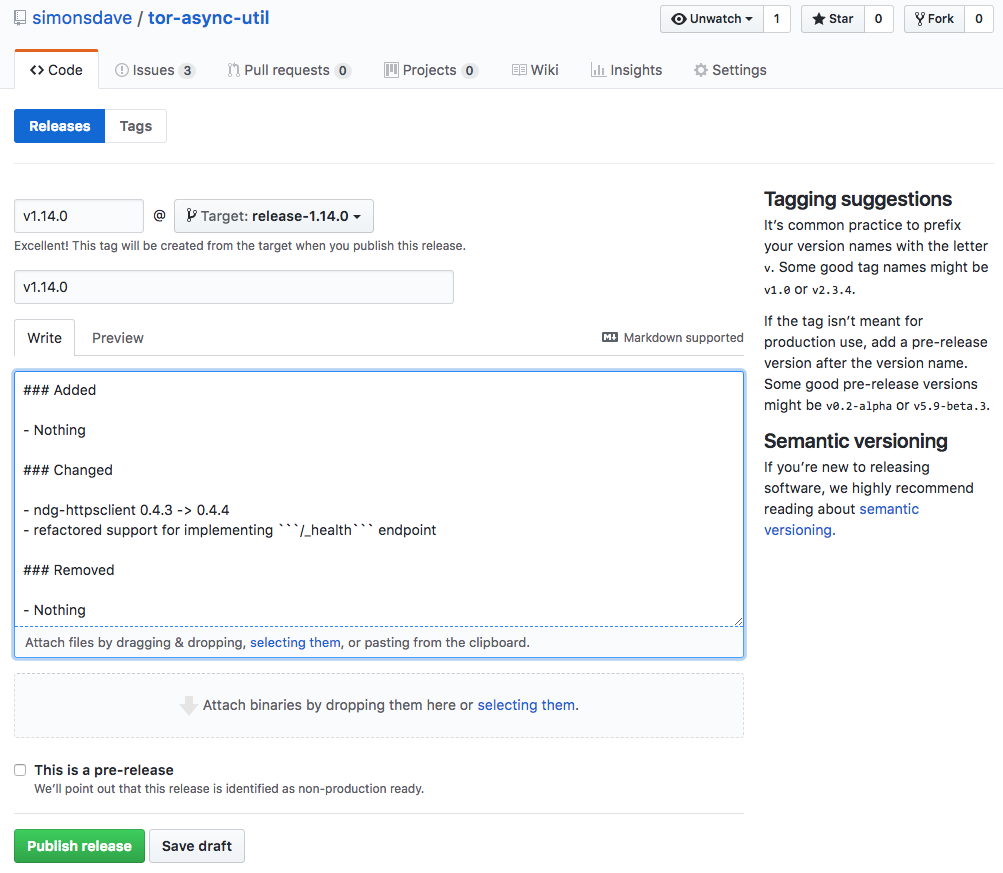 simonsdave / tor-async-util
Unwatch 1 Star 0 Fork 0
Code Issues 3 Pull requests 0 Projects 0 Wiki Insights Settings
Releases Tags
v1.14.0 @ Target: release-1.14.0
Excellent! This tag will be created from the target when you publish this release.
v1.14.0
Write Preview Markdown supported
### Added
- Nothing
### Changed
- ndg-httpsclient 0.4.3 -> 0.4.4
- refactored support for implementing ```/_health``` endpoint
### Removed
- Nothing
Attach files by dragging & dropping, selecting them, or pasting from the clipboard.
Attach binaries by dropping them here or selecting them.
This is a pre-release
We’ll point out that this release is identified as non-production ready.
Publish release Save draft
Tagging suggestions
It’s common practice to prefix
your version names with the letter
v. Some good tag names might be
v1.0 or v2.3.4.
If the tag isn’t meant for
production use, add a pre-release
version after the version name.
Some good pre-release versions
might be v0.2-alpha or v5.9-beta.3.
Semantic versioning
If you’re new to releasing
software, we highly recommend
reading about semantic
versioning.